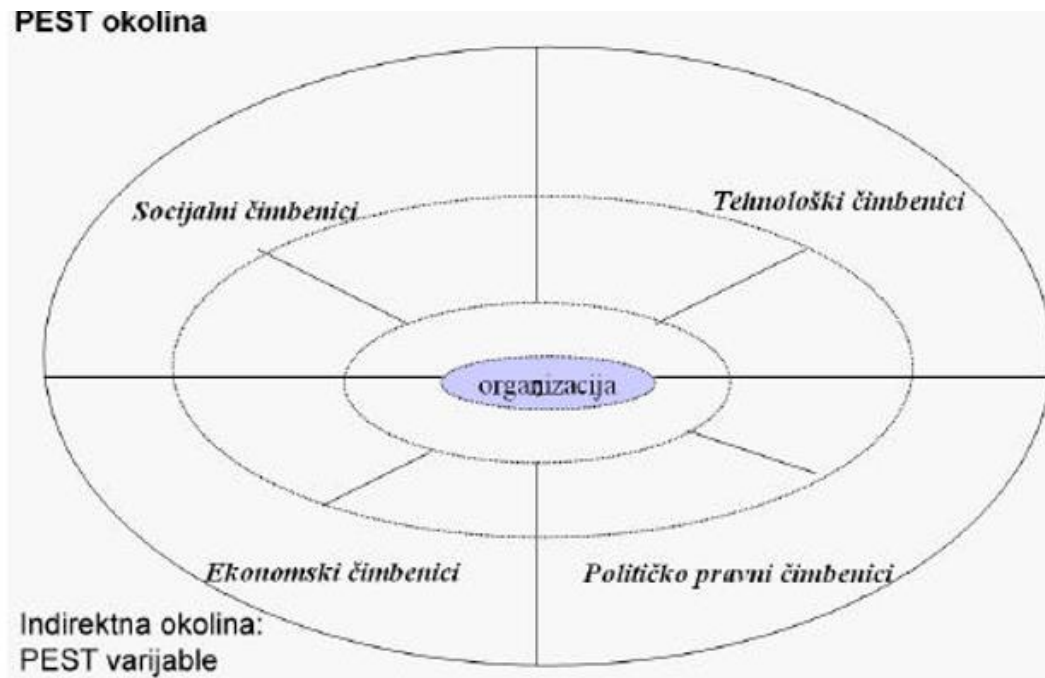 PEST okolina
Socijalni čimbenici
Tehnološki čimbenici
organizacija
Ekonomski čimbenici
Političko pravni čimbenici
Indirektna okolina:
PEST varijable